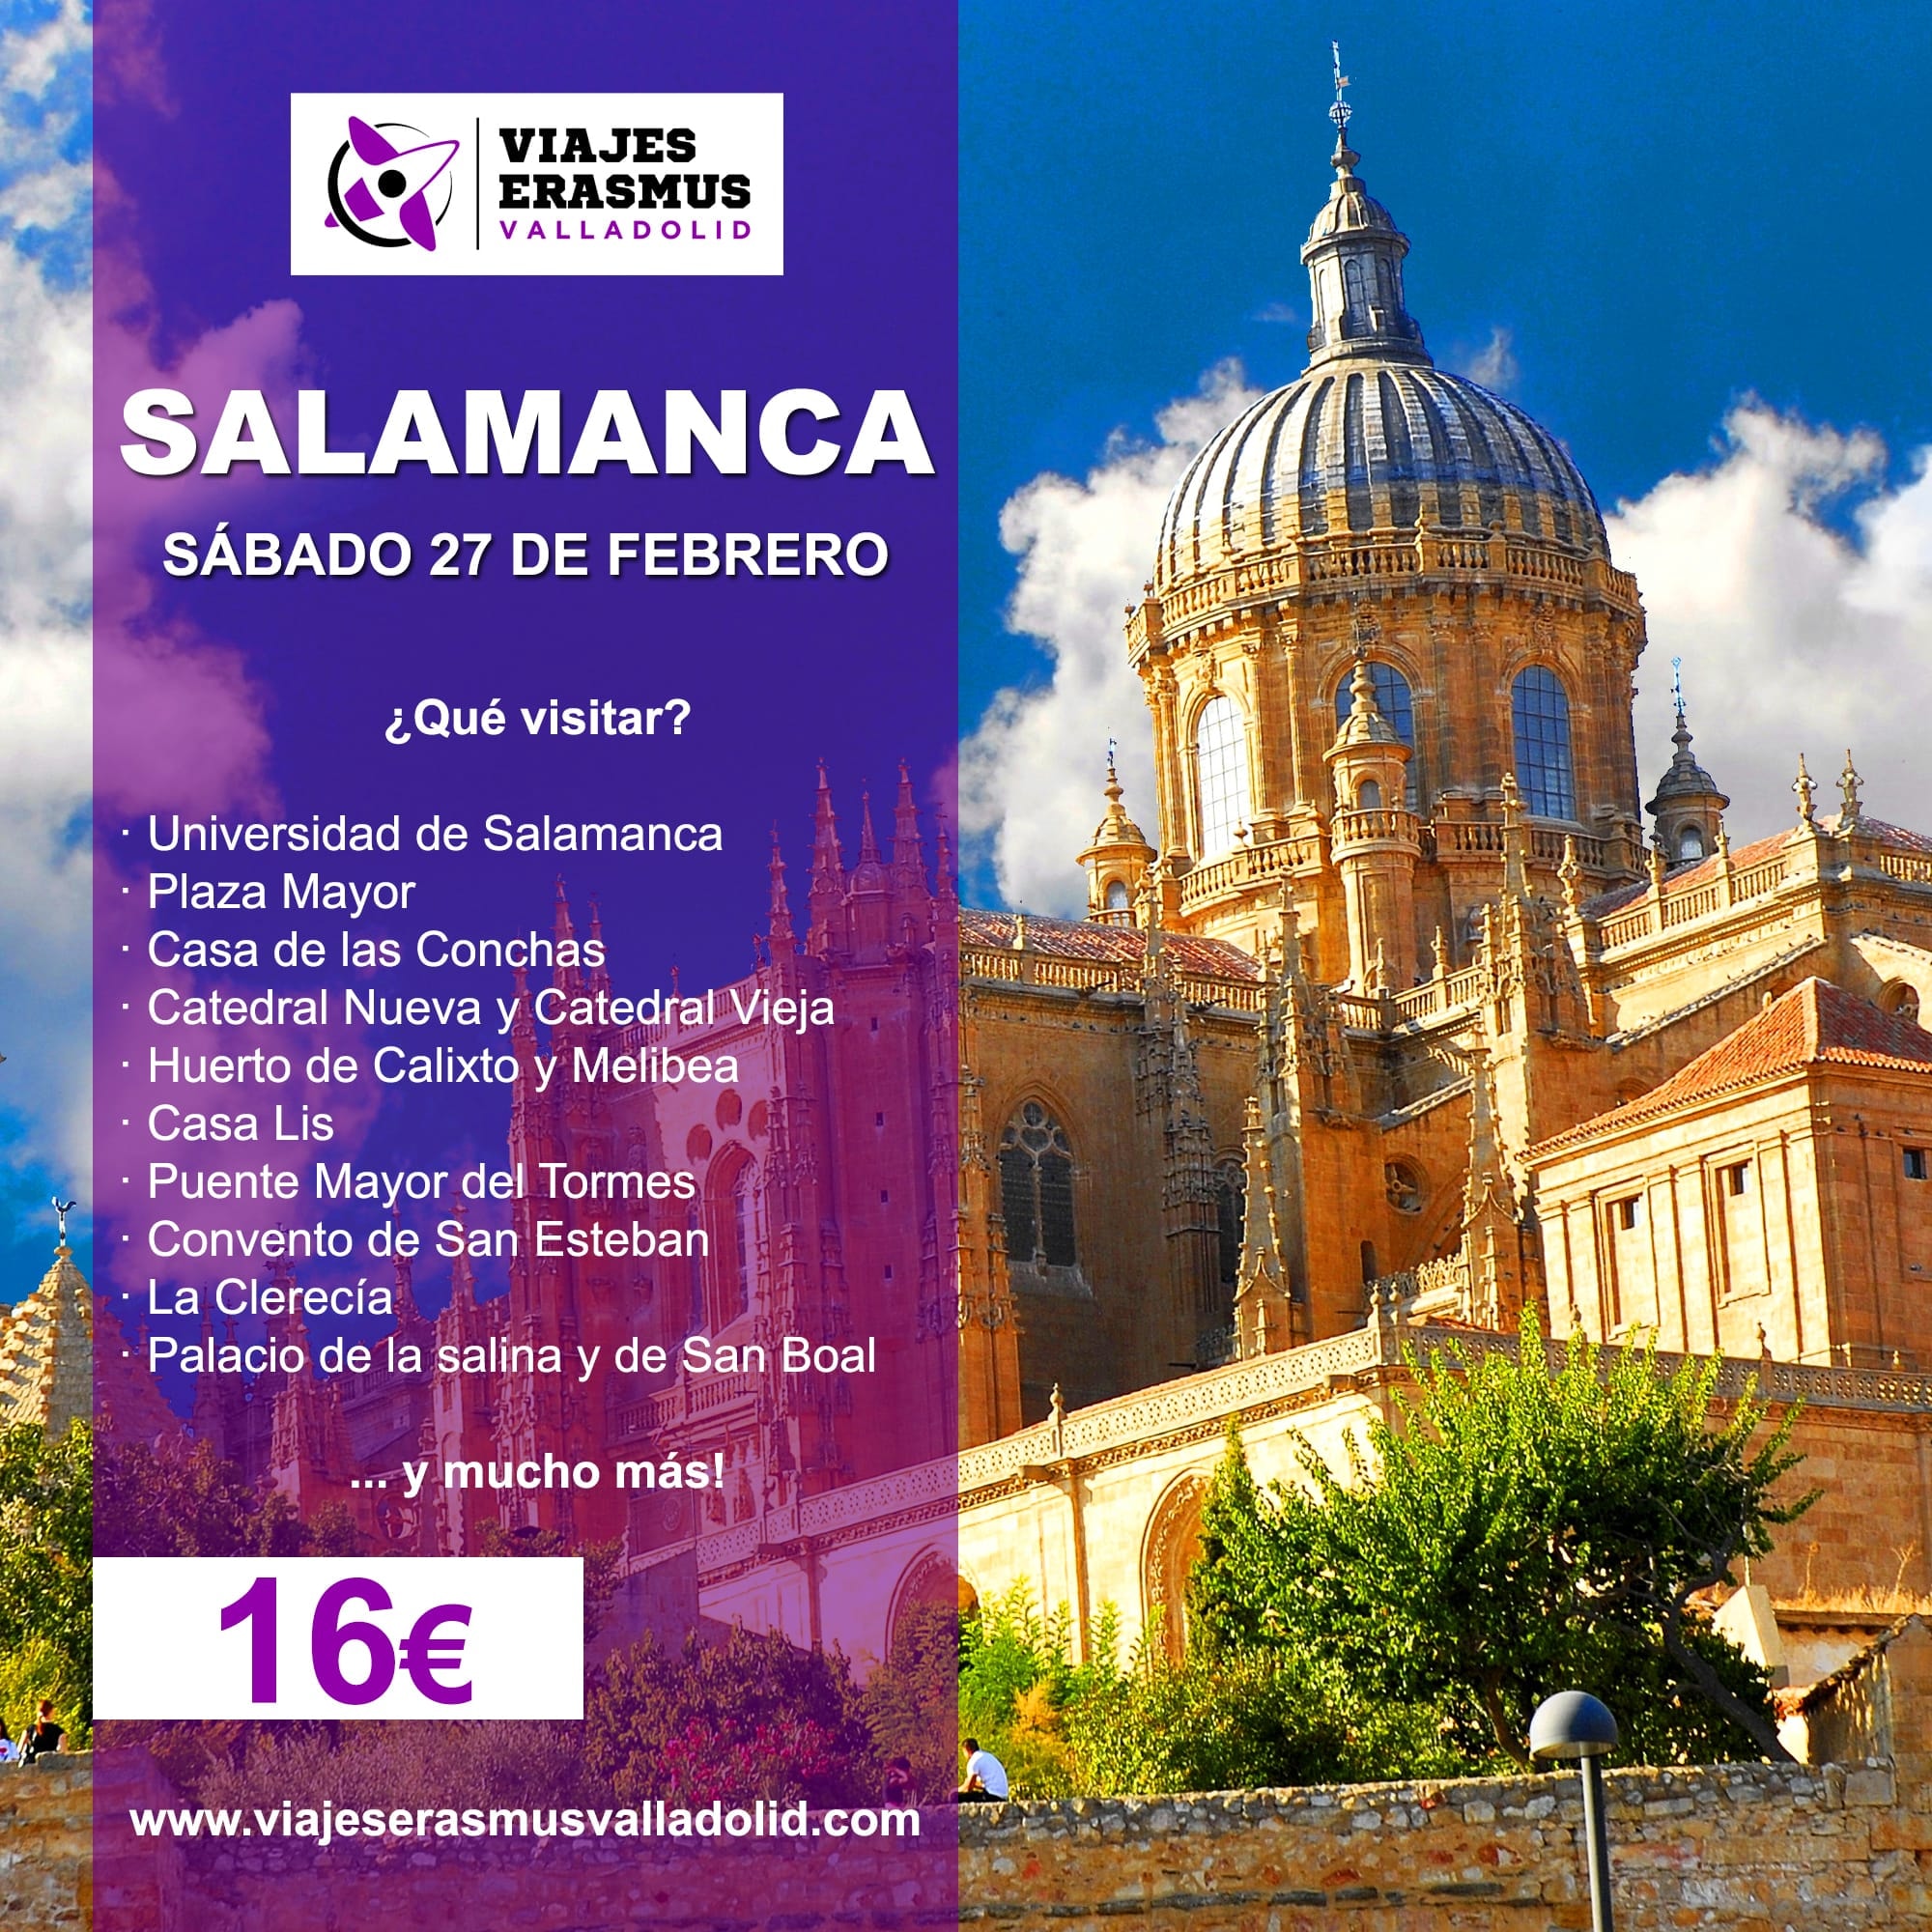 VIAJES
ERASMUS
VALLADOLID
SALAMANCA
SÁBADO 27 DE FEBRERO
¿Qué visitar?
· Universidad de Salamanca
· Plaza Mayor
· Casa de las Conchas
· Catedral Nueva y Catedral Vieja
· Huerto de Calixto y Melibea
· Casa Lis
· Puente Mayor del Tormes
· Convento de San Esteban
· La Clerecía
· Palacio de la salina y de San Boal
... y mucho más!
16€
www.viajeserasmusvalladolid.com